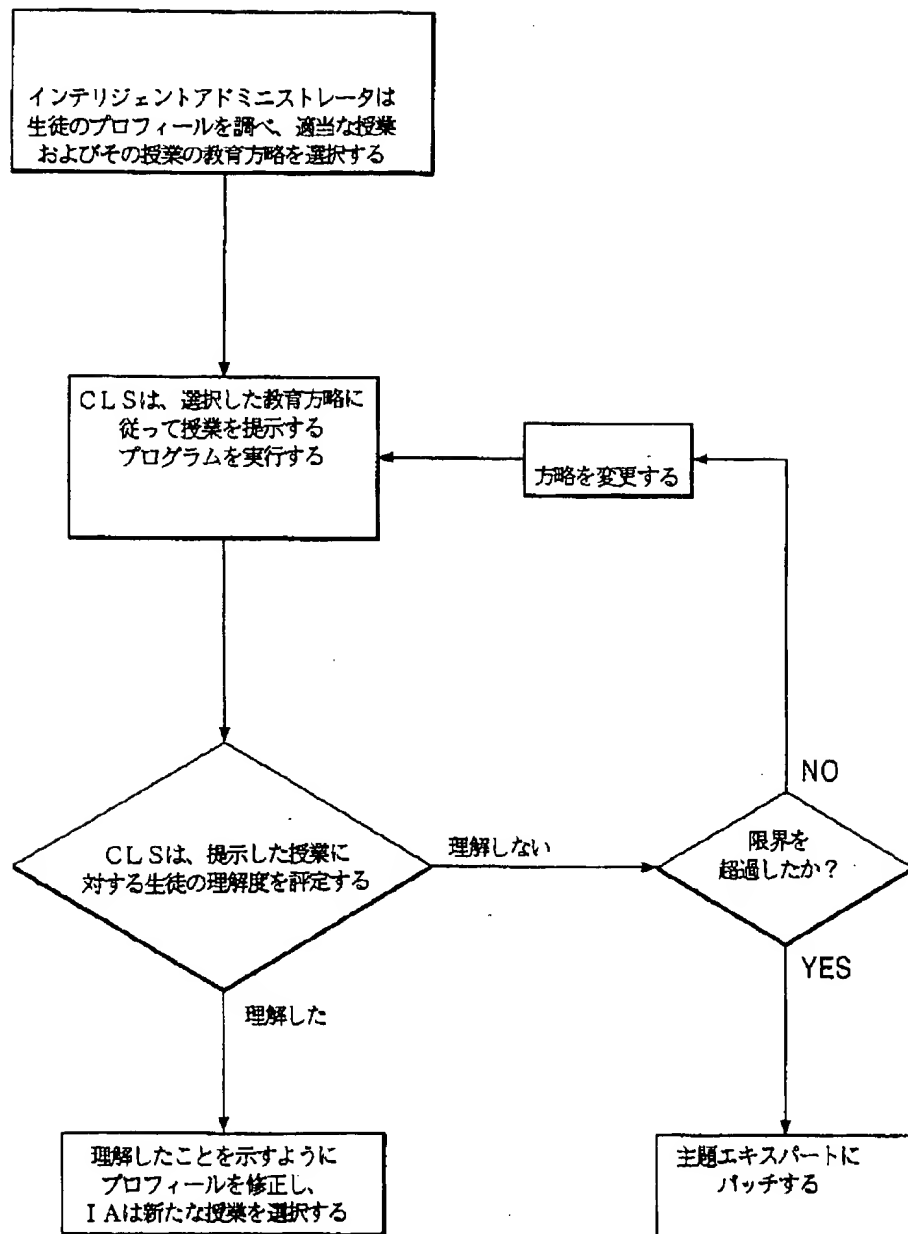 インテリジェントアドミニストレータは
生徒のプロフィールを調べ、適当な授業
およびその授業の教育方略を選択する
CLSは、選択した教育方略に
従って授業を提示する
プログラムを実行する
方略を変更する
NO
CLSは、提示した授業に
対する生徒の理解度を評定する
理解しない
限界を
超過したか?
YES
理解した
理解したことを示すように
プロフィールを修正し、
IAは新たな授業を選択する
主題エキスパートに
パッチする